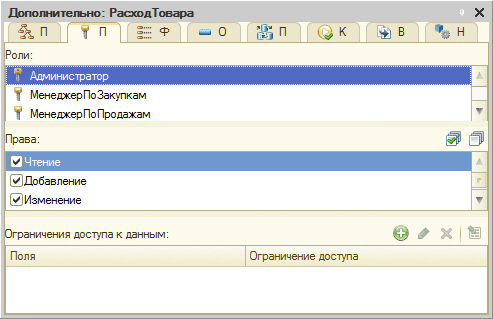 Дополнительно: РасходТовара
П П Ф О П К В Н
Роли:
Администратор
МенеджерПоЗакупкам
МенеджерПоПродажам
Права:
Чтение
Добавление
Изменение
Ограничения доступа к данным:
Поля Ограничение доступа